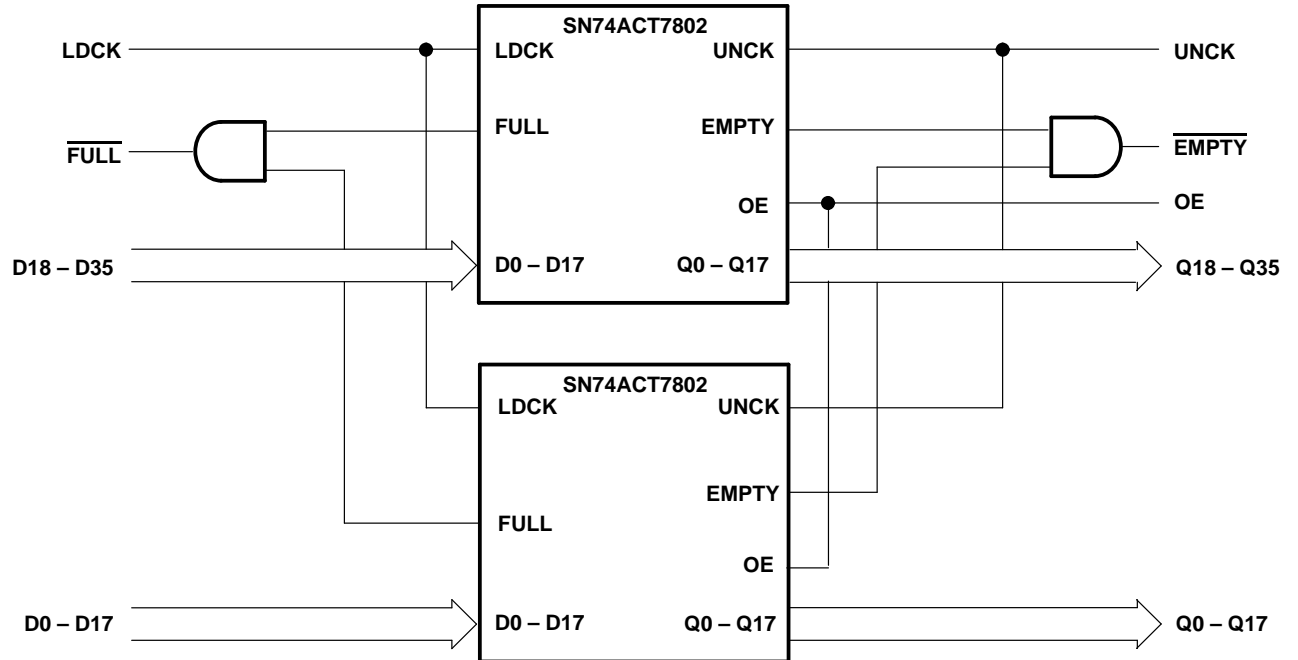 SN74ACT7802
LDCK
LDCK
UNCK
UNCK
FULL
FULL
EMPTY
EMPTY
OE
OE
D18 – D35
D0 – D17
Q0 – Q17
Q18 – Q35
SN74ACT7802
LDCK
UNCK
EMPTY
FULL
OE
D0 – D17
D0 – D17
Q0 – Q17
Q0 – Q17